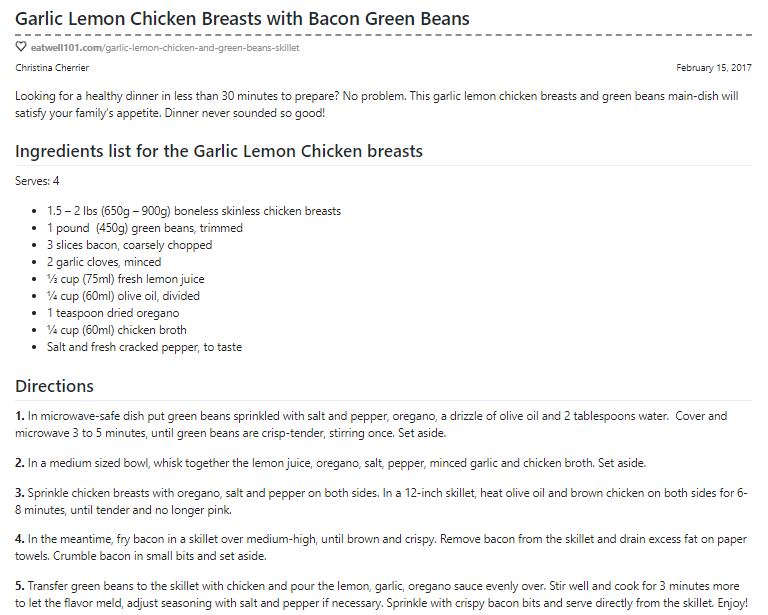 Garlic Lemon Chicken Breasts with Bacon Green Beans
eatwell101.com/garlic-lemon-chicken-and-green-beans-skillet
Christina Cherrier February 15, 2017
Looking for a healthy dinner in less than 30 minutes to prepare? No problem. This garlic lemon chicken breasts and green beans main-dish will
satisfy your family's appetite. Dinner never sounded so good!
Ingredients list for the Garlic Lemon Chicken breasts
Serves: 4
• 1.5 – 2 lbs (650g – 900g) boneless skinless chicken breasts
• 1 pound (450g) green beans, trimmed
• 3 slices bacon, coarsely chopped
• 2 garlic cloves, minced
• ⅓ cup (75ml) fresh lemon juice
• ¼ cup (60ml) olive oil, divided
• 1 teaspoon dried oregano
• ¼ cup (60ml) chicken broth
• Salt and fresh cracked pepper, to taste
Directions
1. In microwave-safe dish put green beans sprinkled with salt and pepper, oregano, a drizzle of olive oil and 2 tablespoons water. Cover and
microwave 3 to 5 minutes, until green beans are crisp-tender, stirring once. Set aside.
2. In a medium sized bowl, whisk together the lemon juice, oregano, salt, pepper, minced garlic and chicken broth. Set aside.
3. Sprinkle chicken breasts with oregano, salt and pepper on both sides. In a 12-inch skillet, heat olive oil and brown chicken on both sides for 6-
8 minutes, until tender and no longer pink.
4. In the meantime, fry bacon in a skillet over medium-high, until brown and crispy. Remove bacon from the skillet and drain excess fat on paper
towels. Crumble bacon in small bits and set aside.
5. Transfer green beans to the skillet with chicken and pour the lemon, garlic, oregano sauce evenly over. Stir well and cook for 3 minutes more
to let the flavor meld, adjust seasoning with salt and pepper if necessary. Sprinkle with crispy bacon bits and serve directly from the skillet. Enjoy!